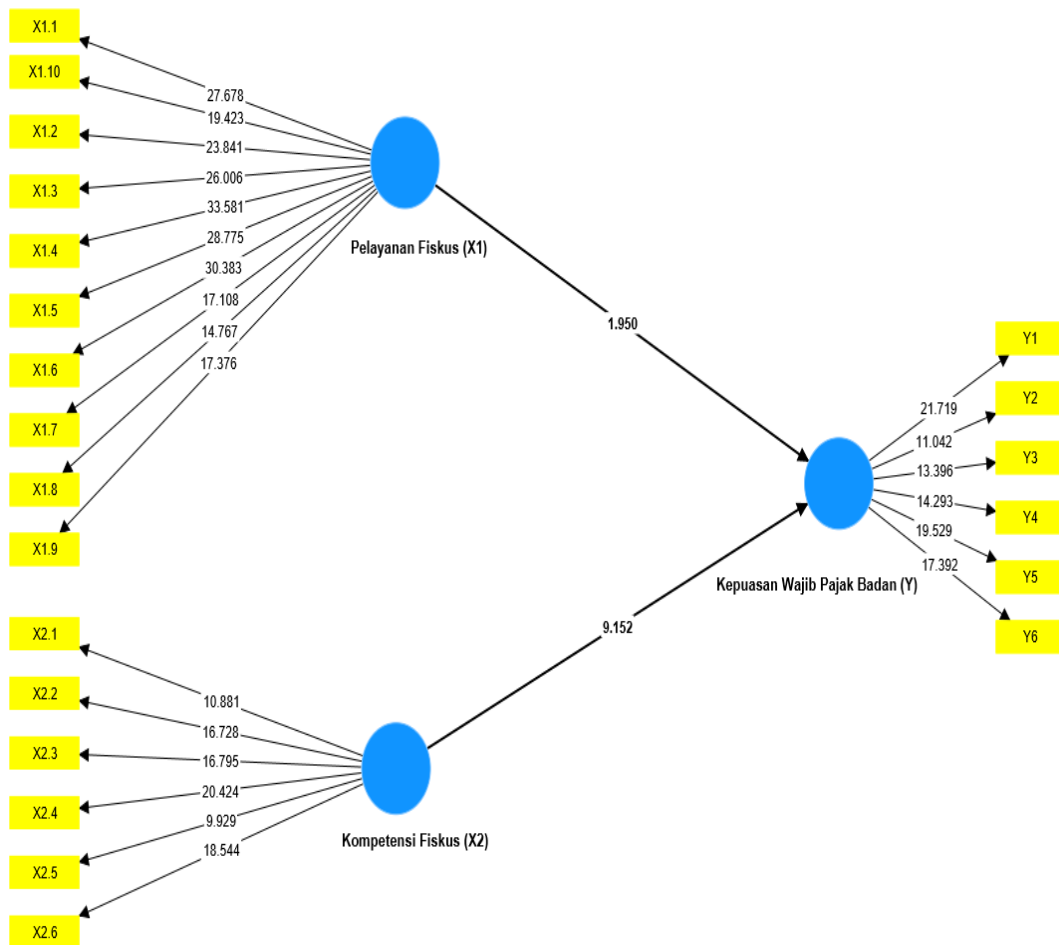 X1.1
X1.10
X1.2
X1.3
X1.4
X1.5
X1.6
X1.7
X1.8
X1.9
27.678
19.423
23.841
26.006
33.581
28.775
30.383
17.108
14.767
17.376
Pelayanan Fiskus (X1)
1.950
X2.1
X2.2
X2.3
X2.4
X2.5
X2.6
10.881
16.728
16.795
20.424
9.929
18.544
Kompetensi Fiskus (X2)
9.152
Kepuasan Wajib Pajak Badan (Y)
21.719
11.042
13.396
14.293
19.529
17.392
Y1
Y2
Y3
Y4
Y5
Y6